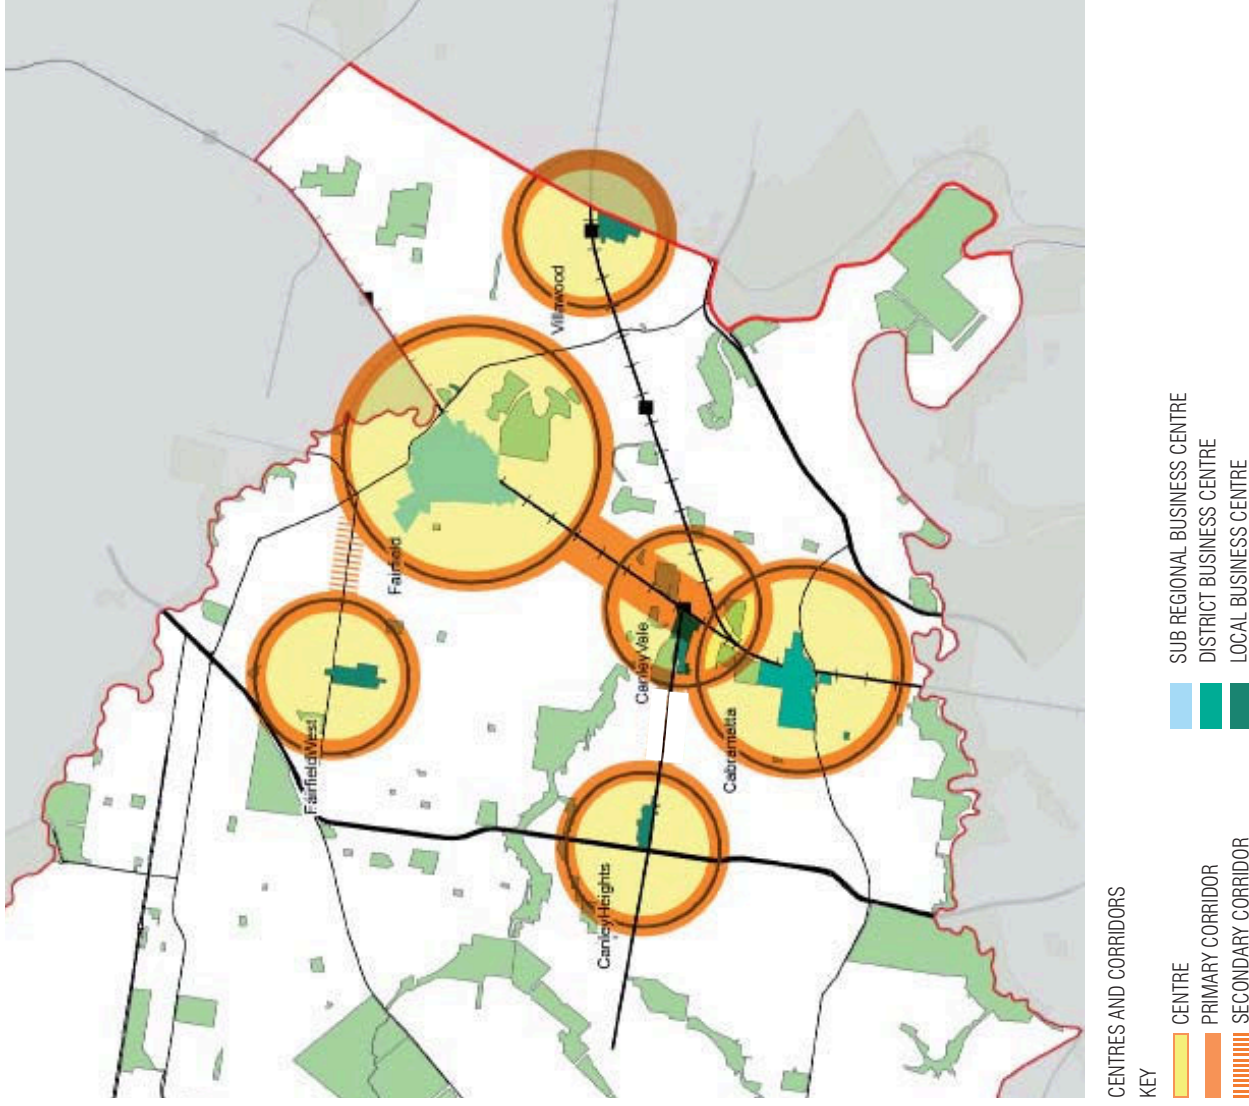 Villawood
Fairfield
CanleyVale
FairfieldWest
Cabramatta
CanleyHeights
CENTRES AND CORRIDORS
KEY
CENTRE
PRIMARY CORRIDOR
SECONDARY CORRIDOR
SUB REGIONAL BUSINESS CENTRE
DISTRICT BUSINESS CENTRE
LOCAL BUSINESS CENTRE